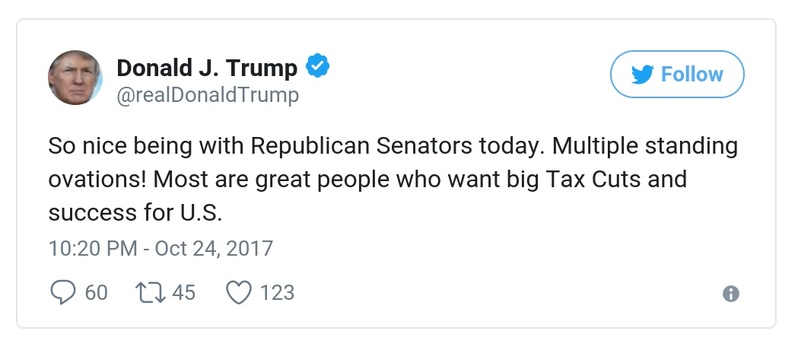 Donald J. Trump
@realDonaldTrump
Follow
So nice being with Republican Senators today. Multiple standing
ovations! Most are great people who want big Tax Cuts and
success for U.S.
10:20 PM - Oct 24, 2017
60 45 123